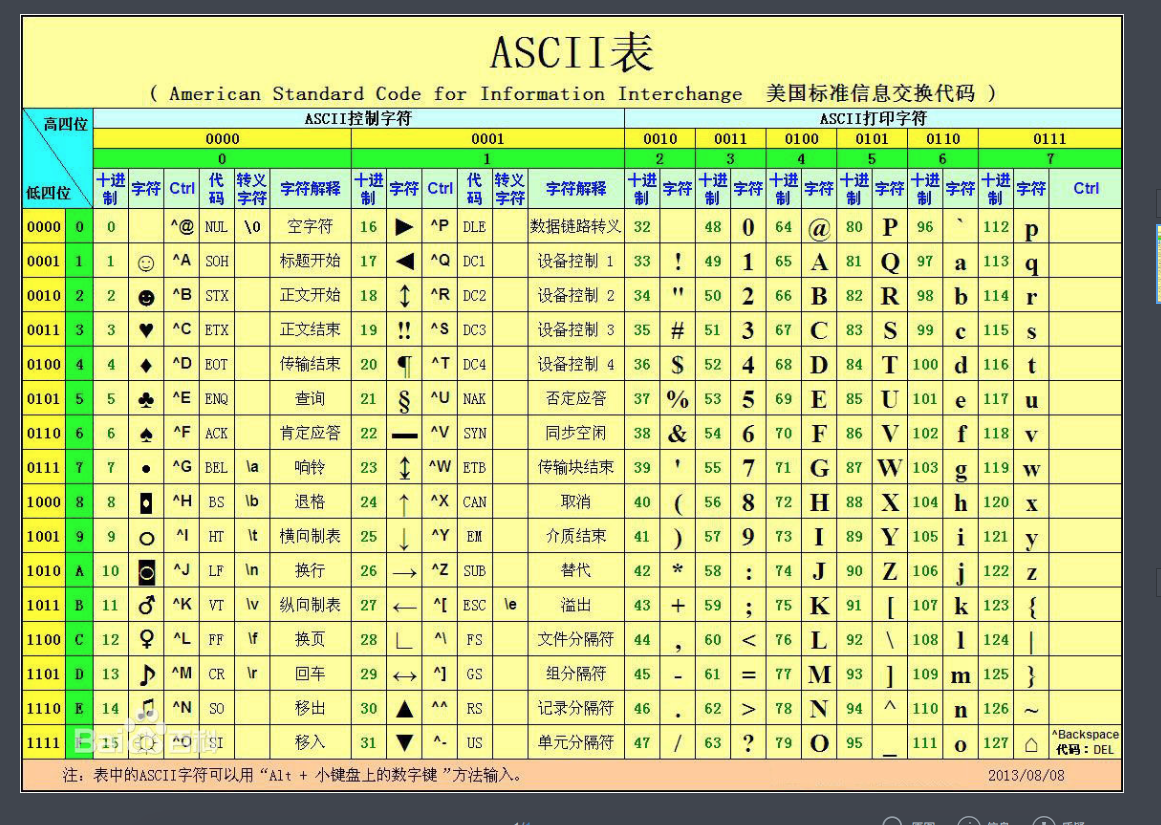 ASCII表
( American Standard Code for Information Interchange 美国标准信息交换代码 )
高四位 ASCII控制字符 ASCII打印字符
0000 0001 0010 0011 0100 0101 0110 0111
0 1 2 3 4 5 6 7
低四位 十进制 字符 Ctrl 代码 转义字符 字符解释 十进制 字符 Ctrl 代码 转义字符 字符解释 十进制 字符 十进制 字符 十进制 字符 十进制 字符 十进制 字符 十进制 字符 Ctrl
0000 0 0 ^@ NUL \0 空字符 16 ► ^P DLE 数据链路转义 32 48 0 64 @ 80 P 96 ` 112 p
0001 1 1 ☺ ^A SOH 标题开始 17 ◄ ^Q DC1 设备控制 1 33 ! 49 1 65 A 81 Q 97 a 113 q
0010 2 2 ☻ ^B STX 正文开始 18 ↕ ^R DC2 设备控制 2 34 " 50 2 66 B 82 R 98 b 114 r
0011 3 3 ♥ ^C ETX 正文结束 19 ‼ ^S DC3 设备控制 3 35 # 51 3 67 C 83 S 99 c 115 s
0100 4 4 ♦ ^D EOT 传输结束 20 ¶ ^T DC4 设备控制 4 36 $ 52 4 68 D 84 T 100 d 116 t
0101 5 5 ♣ ^E ENQ 查询 21 § ^U NAK 否定应答 37 % 53 5 69 E 85 U 101 e 117 u
0110 6 6 ♠ ^F ACK 肯定应答 22 ▬ ^V SYN 同步空闲 38 & 54 6 70 F 86 V 102 f 118 v
0111 7 7 • ^G BEL \a 响铃 23 ↨ ^W ETB 传输块结束 39 ' 55 7 71 G 87 W 103 g 119 w
1000 8 8 ◘ ^H BS \b 退格 24 ↑ ^X CAN 取消 40 ( 56 8 72 H 88 X 104 h 120 x
1001 9 9 ○ ^I HT \t 横向制表 25 ↓ ^Y EM 介质结束 41 ) 57 9 73 I 89 Y 105 i 121 y
1010 A 10 ◙ ^J LF \n 换行 26 → ^Z SUB 替代 42 * 58 : 74 J 90 Z 106 j 122 z
1011 B 11 ♂ ^K VT \v 纵向制表 27 ← ^[ ESC \e 溢出 43 + 59 ; 75 K 91 [ 107 k 123 {
1100 C 12 ♀ ^L FF \f 换页 28 ∟ ^\ FS 文件分隔符 44 , 60 < 76 L 92 \ 108 l 124 |
1101 D 13 ♪ ^M CR \r 回车 29 ↔ ^] GS 组分隔符 45 - 61 = 77 M 93 ] 109 m 125 }
1110 E 14 ♫ ^N SO 移出 30 ▲ ^^ RS 记录分隔符 46 . 62 > 78 N 94 ^ 110 n 126 ~
1111 15 ☼ ^O SI 移入 31 ▼ ^- US 单元分隔符 47 / 63 ? 79 O 95 _ 111 o 127 ⌂ ^Backspace 代码：DEL
Bai 百科
注：表中的ASCII字符可以用“Alt + 小键盘上的数字键”方法输入。 2013/08/08